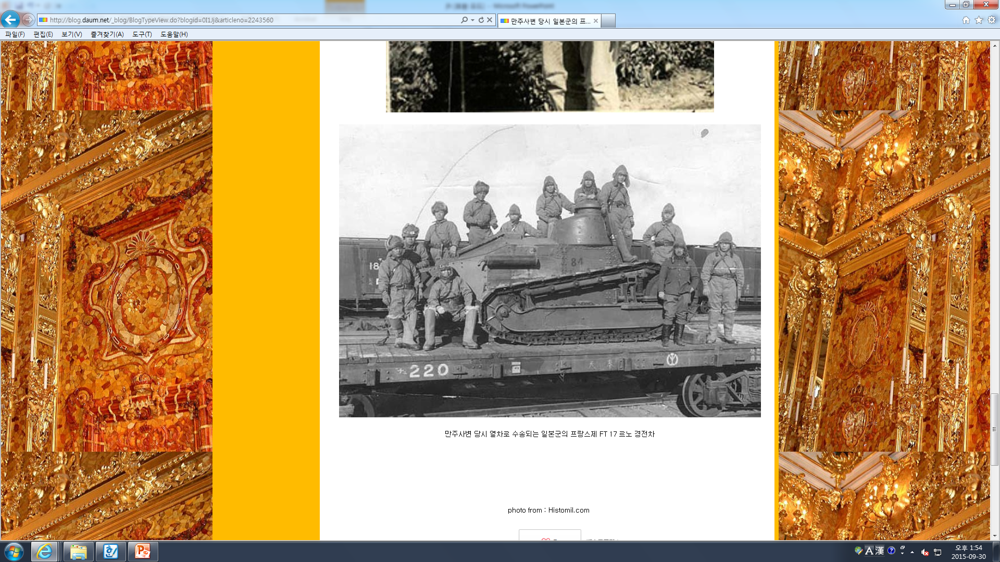 Microsoft PowerPoint
http://blog.daum.net/_blog/BlogTypeView.do?blogid=0I1Jj&articleno=2243560
만주사변 당시 일본군의 프...
파일(F) 편집(E) 보기(V) 즐겨찾기(A) 도구(T) 도움말(H)
18
84
220
만주사변 당시 열차로 수송되는 일본군의 프랑스제 FT 17 르노 경전차
photo from : Histomil.com
A 漢
오후 1:54
2015-09-30